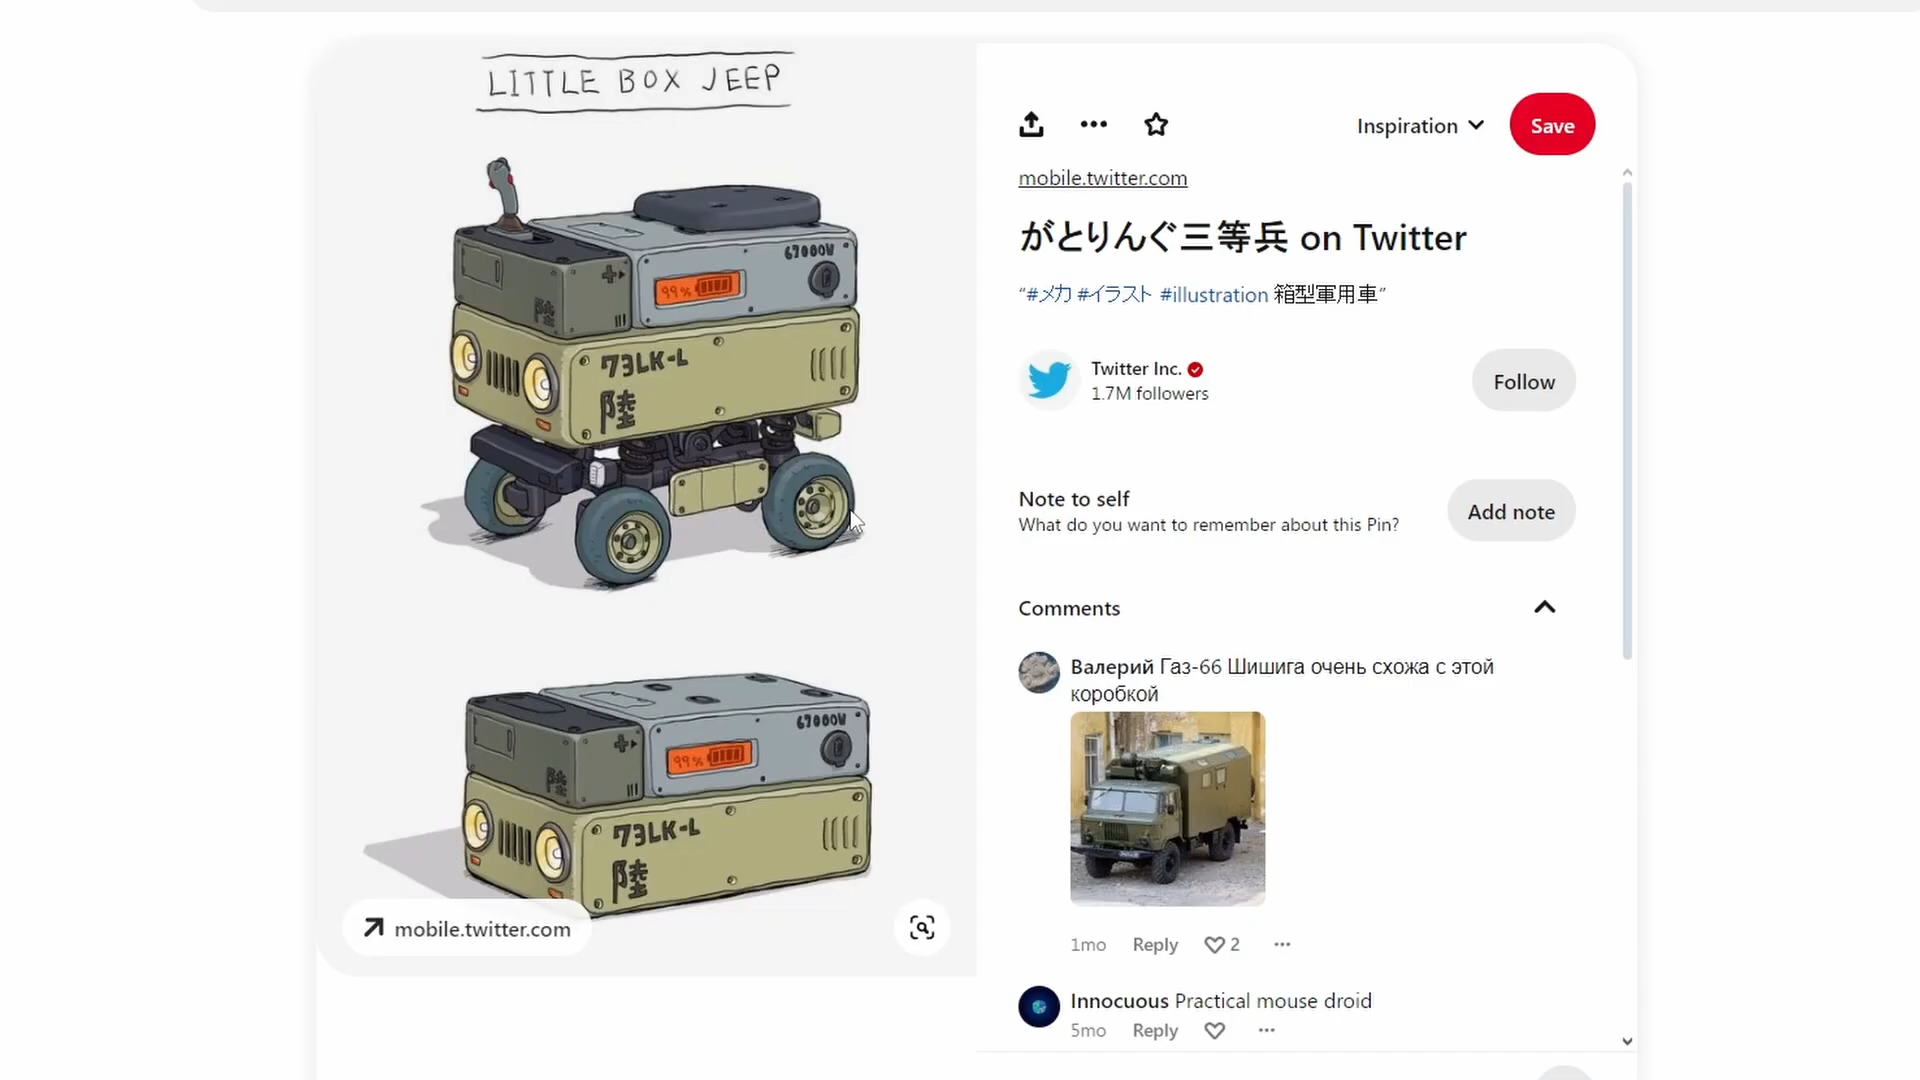 LITTLE BOX JEEP
67000W
99%
陸
73LK-L
陸
67000W
99%
陸
73LK-L
陸
mobile.twitter.com
Inspiration
Save
mobile.twitter.com
がとりんぐ三等兵 on Twitter
“#メカ #イラスト #illustration 箱型軍用車”
Twitter Inc.
1.7M followers
Follow
Note to self
What do you want to remember about this Pin?
Add note
Comments
Валерий Газ-66 Шишига очень схожа с этой
коробкой
1mo Reply 2
Innocuous Practical mouse droid
5mo Reply